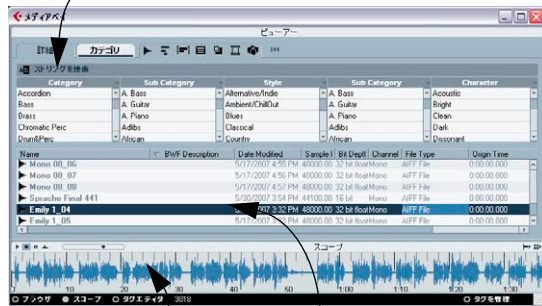 メディアベイ
ビューアー
詳細 カテゴリ
ストリングを検索
Category Sub Category Style Sub Category Character
Accordion A. Bass Alternative/Indie A. Bass Acoustic
Bass A. Guitar Ambient/ChillOut A. Guitar Bright
Brass A. Piano Blues A. Piano Clean
Chromatic Perc Adlibs Classical Adlibs Dark
Drum&Perc African Country African Dissonant
Name BWF Description Date Modified Sample Bit Dept Channel File Type Origin Time
Mono 08_06 5/17/2007 4:55 PM 48000.00 32 bit float Mono AIFF File 0:00:00.000
Mono 08_07 5/17/2007 4:56 PM 48000.00 32 bit float Mono AIFF File 0:00:00.000
Mono 08_08 5/17/2007 4:57 PM 48000.00 32 bit float Mono AIFF File 0:00:00.000
Sprache Final 441 5/30/2007 3:54 PM 44100.00 16 bit Mono AIFF File 0:00:00.000
Emily 1_04 2007 3:32 PM 48000.00 32 bit float Mono AIFF File 0:00:00.000
Emily 1_05 2007 3:33 PM 48000.00 32 bit float Mono AIFF File 0:00:00.000
スコープ
0 10 20 30 40 50 1:00 1:10 1:20 1:30
ブラウザ スコープ タグエディタ 3018 タグを管理